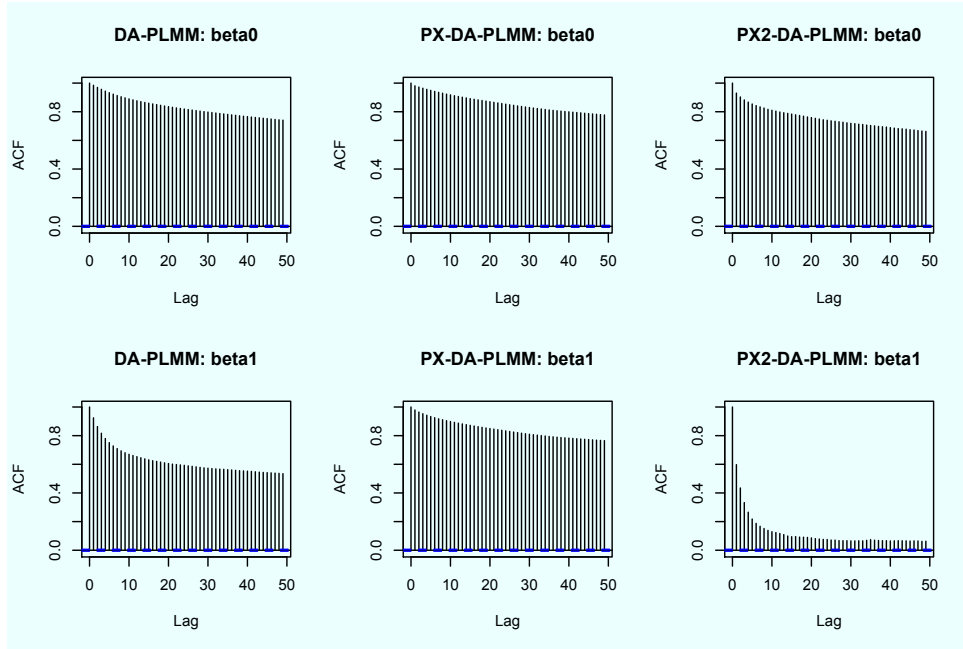 DA-PLMM: beta0
ACF
0.0 0.4 0.8
0 10 20 30 40 50
Lag
PX-DA-PLMM: beta0
ACF
0.0 0.4 0.8
0 10 20 30 40 50
Lag
PX2-DA-PLMM: beta0
ACF
0.0 0.4 0.8
0 10 20 30 40 50
Lag
DA-PLMM: beta1
ACF
0.0 0.4 0.8
0 10 20 30 40 50
Lag
PX-DA-PLMM: beta1
ACF
0.0 0.4 0.8
0 10 20 30 40 50
Lag
PX2-DA-PLMM: beta1
ACF
0.0 0.4 0.8
0 10 20 30 40 50
Lag